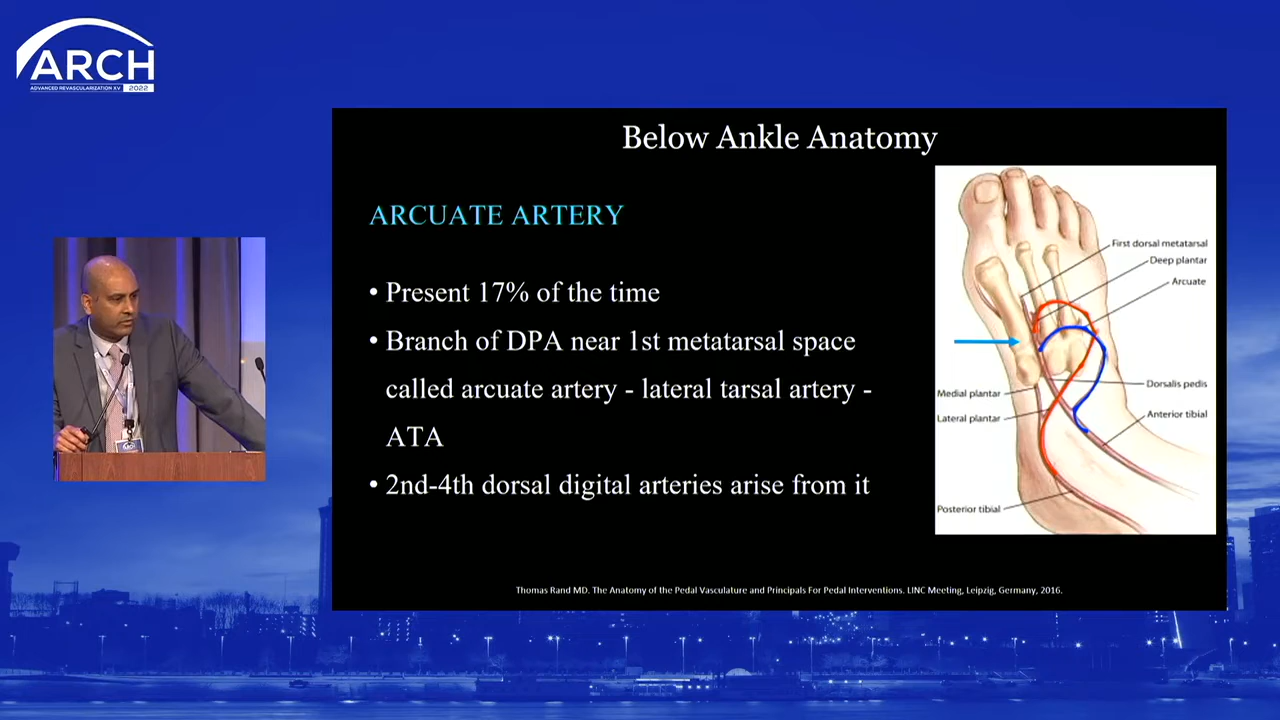 ARCH
ADVANCED REVASCULARIZATION XV 2022
Below Ankle Anatomy
ARCUATE ARTERY
• Present 17% of the time
• Branch of DPA near 1st metatarsal space
called arcuate artery - lateral tarsal artery -
ATA
• 2nd-4th dorsal digital arteries arise from it
First dorsal metatarsal
Deep plantar
Arcuate
Dorsalis pedis
Medial plantar
Anterior tibial
Lateral plantar
Posterior tibial
Thomas Rand MD. The Anatomy of the Pedal Vasculature and Principals For Pedal Interventions. LINC Meeting, Leipzig, Germany, 2016.